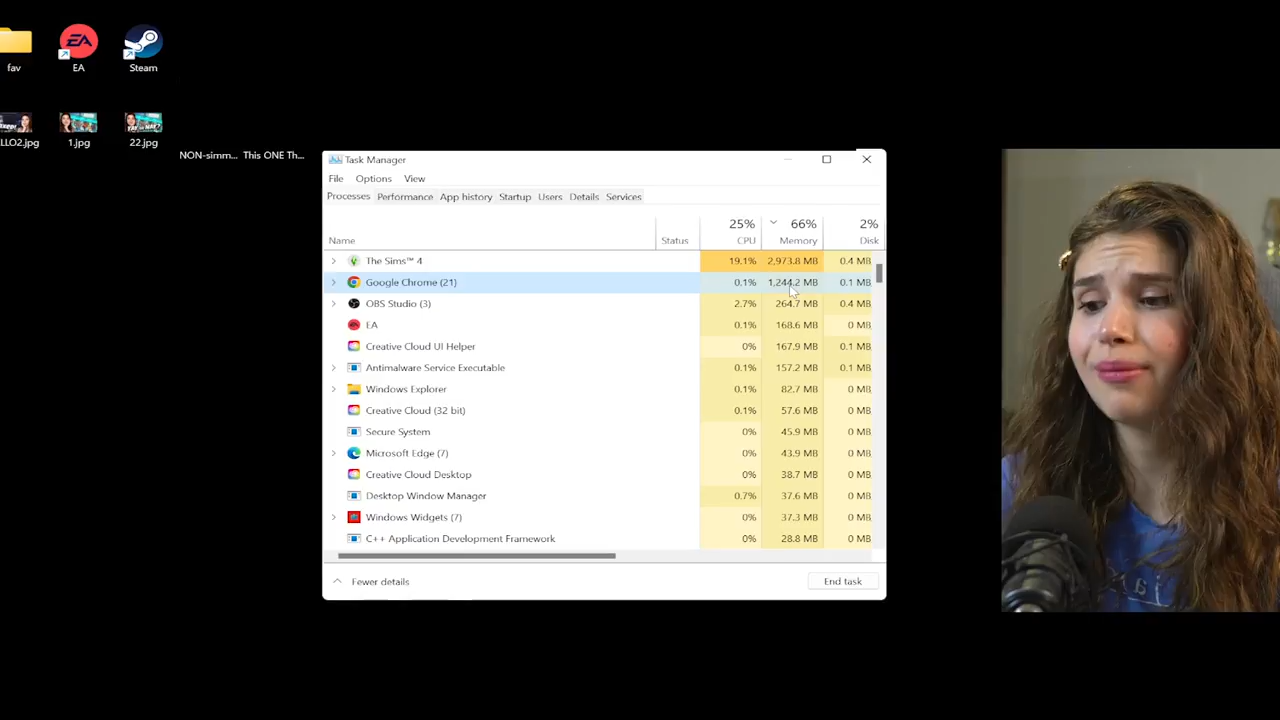 fav
EA
Steam
LLO2.jpg
1.jpg
22.jpg
NON-simm... This ONE Th...
Task Manager
File Options View
Processes Performance App history Startup Users Details Services
25% 66% 2%
Name Status CPU Memory Disk
The Sims™ 4 19.1% 2,973.8 MB 0.4 MB
Google Chrome (21) 0.1% 1,244.2 MB 0.1 MB
OBS Studio (3) 2.7% 264.7 MB 0.4 MB
EA 0.1% 168.6 MB 0 MB
Creative Cloud UI Helper 0% 167.9 MB 0.1 MB
Antimalware Service Executable 0.1% 157.2 MB 0.1 MB
Windows Explorer 0.1% 82.7 MB 0 MB
Creative Cloud (32 bit) 0.1% 57.6 MB 0 MB
Secure System 0% 45.9 MB 0 MB
Microsoft Edge (7) 0% 43.9 MB 0 MB
Creative Cloud Desktop 0% 38.7 MB 0 MB
Desktop Window Manager 0.7% 37.6 MB 0 MB
Windows Widgets (7) 0% 37.3 MB 0 MB
C++ Application Development Framework 0% 28.8 MB 0 MB
Fewer details
End task